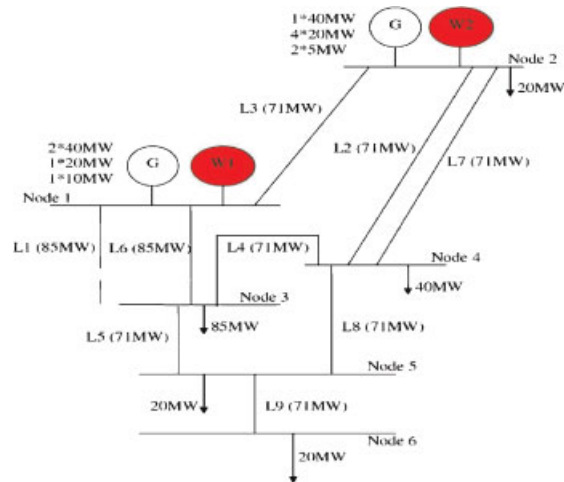 1*40MW
4*20MW
2*5MW
G
W2
Node 2
20MW
L3 (71MW)
L2 (71MW)
L7 (71MW)
2*40MW
1*20MW
1*10MW
G
W1
Node 1
L1 (85MW)
L6 (85MW)
L4 (71MW)
Node 4
40MW
Node 3
85MW
L5 (71MW)
L8 (71MW)
Node 5
20MW
L9 (71MW)
Node 6
20MW